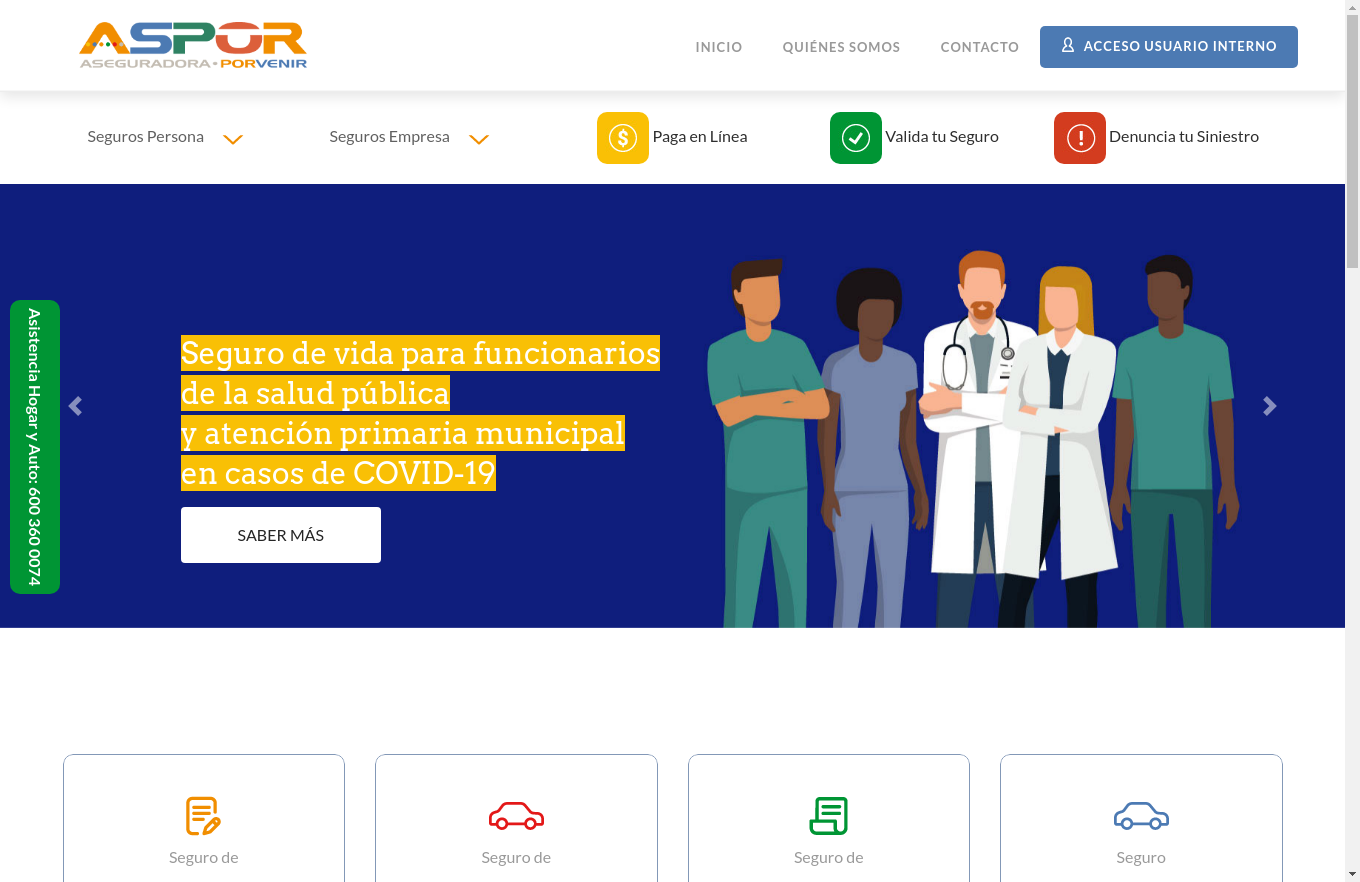 ASPOR
ASEGURADORA • PORVENIR
INICIO
QUIÉNES SOMOS
CONTACTO
ACCESO USUARIO INTERNO
Seguros Persona
Seguros Empresa
$ Paga en Línea
Valida tu Seguro
! Denuncia tu Siniestro
Asistencia Hogar y Auto: 600 360 0074
Seguro de vida para funcionarios
de la salud pública
y atención primaria municipal
en casos de COVID-19
SABER MÁS
Seguro de
Seguro de
Seguro de
Seguro